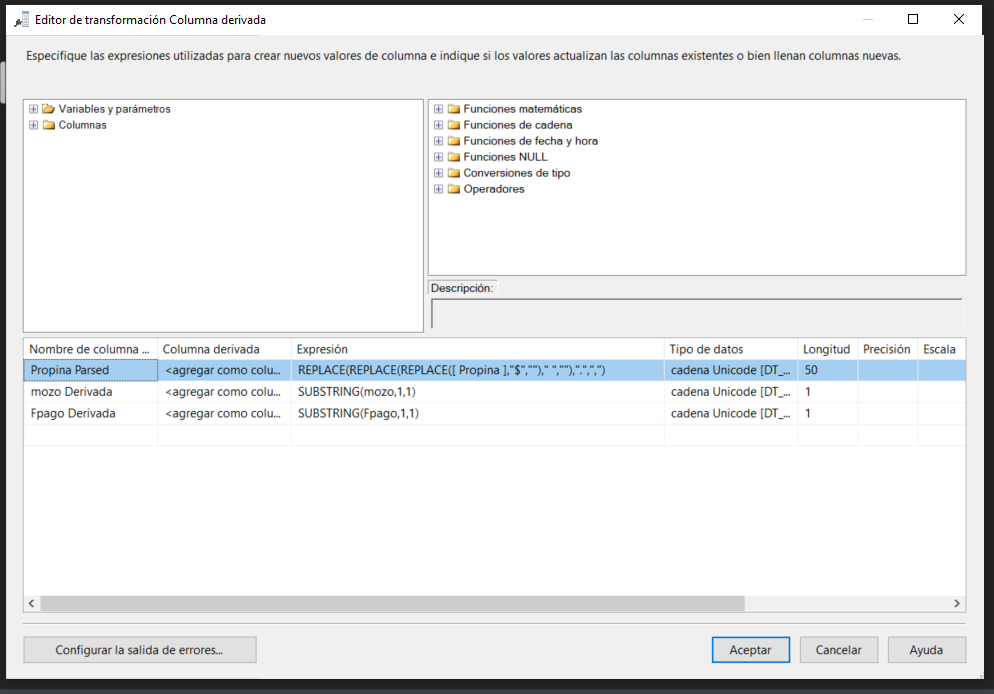 Editor de transformación Columna derivada
Especifique las expresiones utilizadas para crear nuevos valores de columna e indique si los valores actualizan las columnas existentes o bien llenan columnas nuevas.
Variables y parámetros
Columnas
Funciones matemáticas
Funciones de cadena
Funciones de fecha y hora
Funciones NULL
Conversiones de tipo
Operadores
Descripción:
Nombre de columna ... Columna derivada Expresión Tipo de datos Longitud Precisión Escala
Propina Parsed <agregar como colu... REPLACE(REPLACE(REPLACE([ Propina ],"$","")," ",""),".",",") cadena Unicode [DT_... 50
mozo Derivada <agregar como colu... SUBSTRING(mozo,1,1) cadena Unicode [DT_... 1
Fpago Derivada <agregar como colu... SUBSTRING(Fpago,1,1) cadena Unicode [DT_... 1
Configurar la salida de errores... Aceptar Cancelar Ayuda